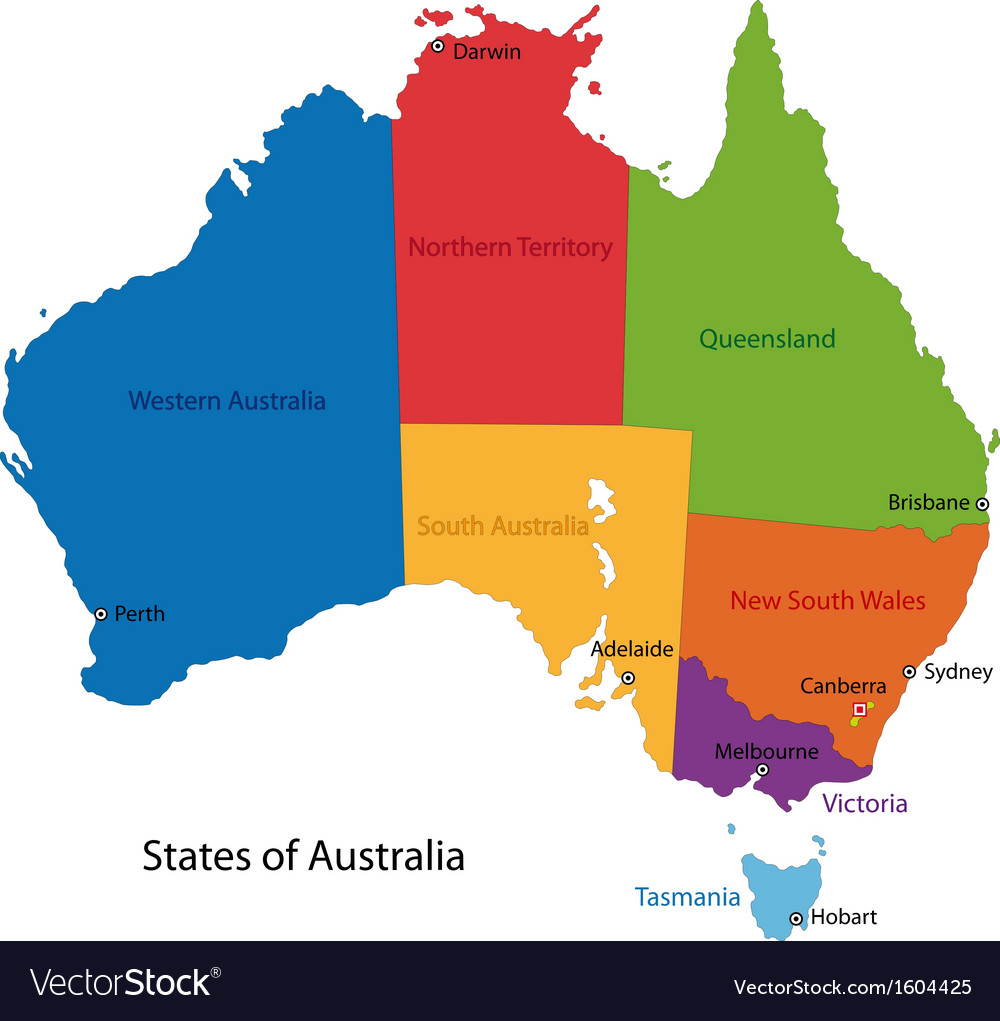 Darwin
Northern Territory
Queensland
Western Australia
Brisbane
South Australia
New South Wales
Perth
Adelaide
Sydney
Canberra
Melbourne
Victoria
States of Australia
Tasmania
Hobart
VectorStock®
VectorStock.com/1604425